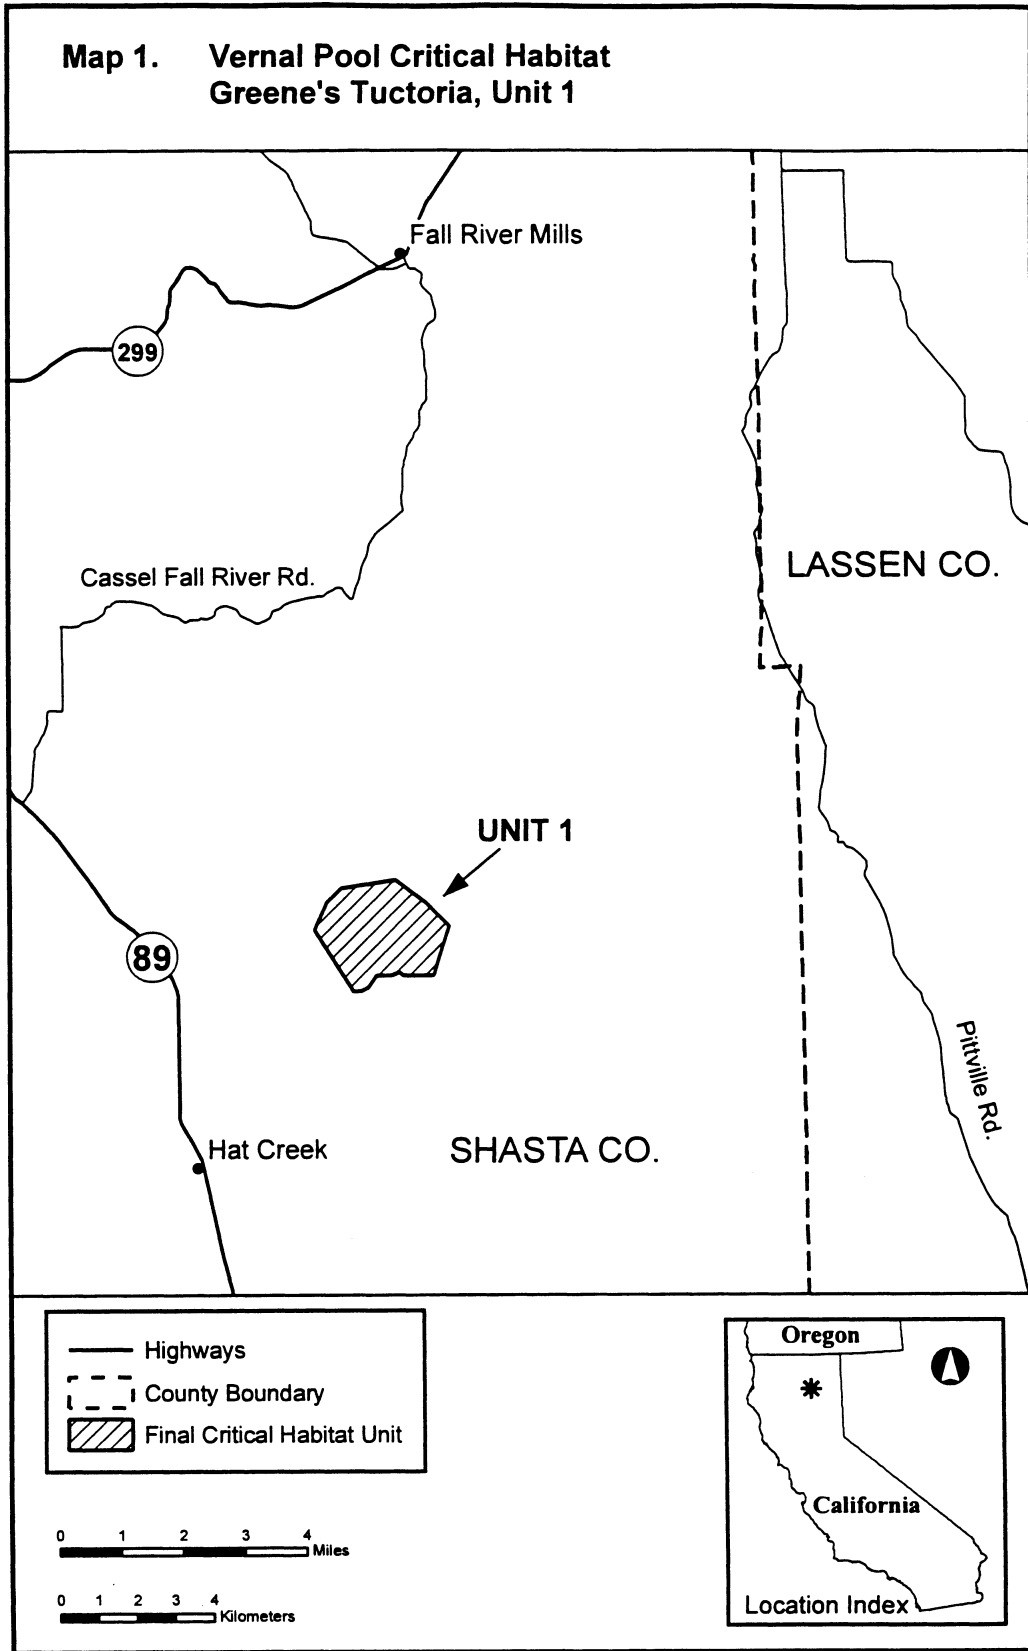 Map 1. Vernal Pool Critical Habitat
Greene's Tuctoria, Unit 1
Fall River Mills
299
LASSEN CO.
Cassel Fall River Rd.
UNIT 1
89
Pittville Rd.
Hat Creek
SHASTA CO.
Highways
County Boundary
Final Critical Habitat Unit
0 1 2 3 4
Miles
0 1 2 3 4
Kilometers
Oregon
California
Location Index